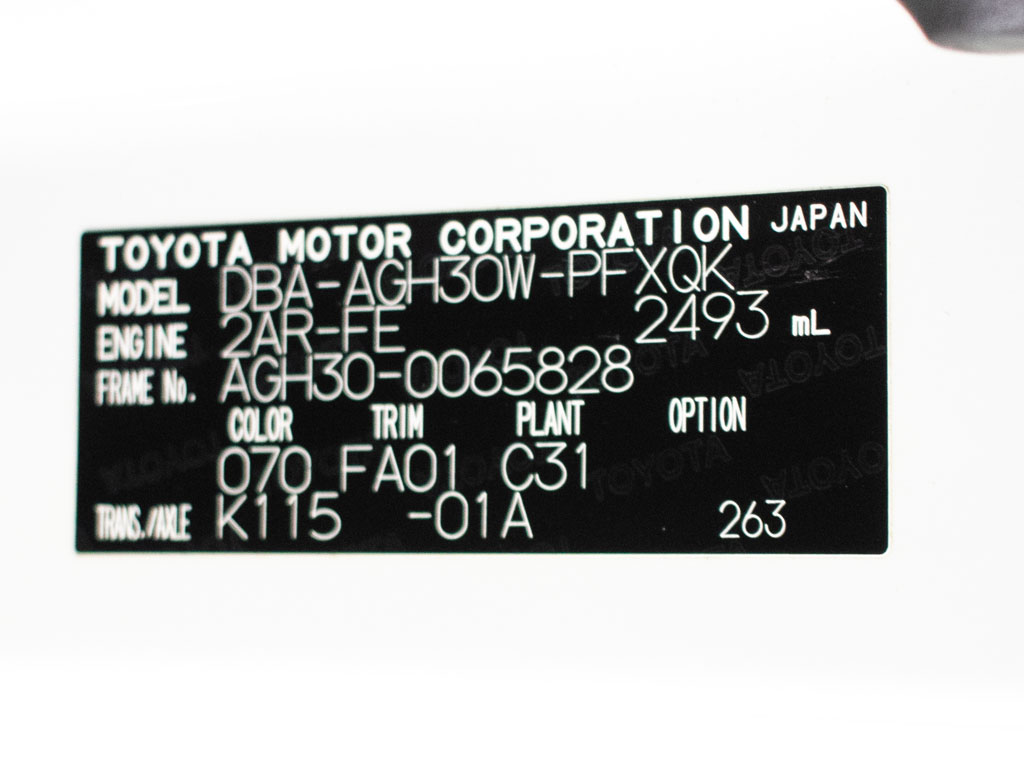 TOYOTA MOTOR CORPORATION JAPAN
MODEL DBA-AGH30W-PFXQK
ENGINE 2AR-FE 2493 mL
FRAME No. AGH30-0065828
COLOR TRIM PLANT OPTION
070 FA01 C31
TRANS./AXLE K115 -01A 263